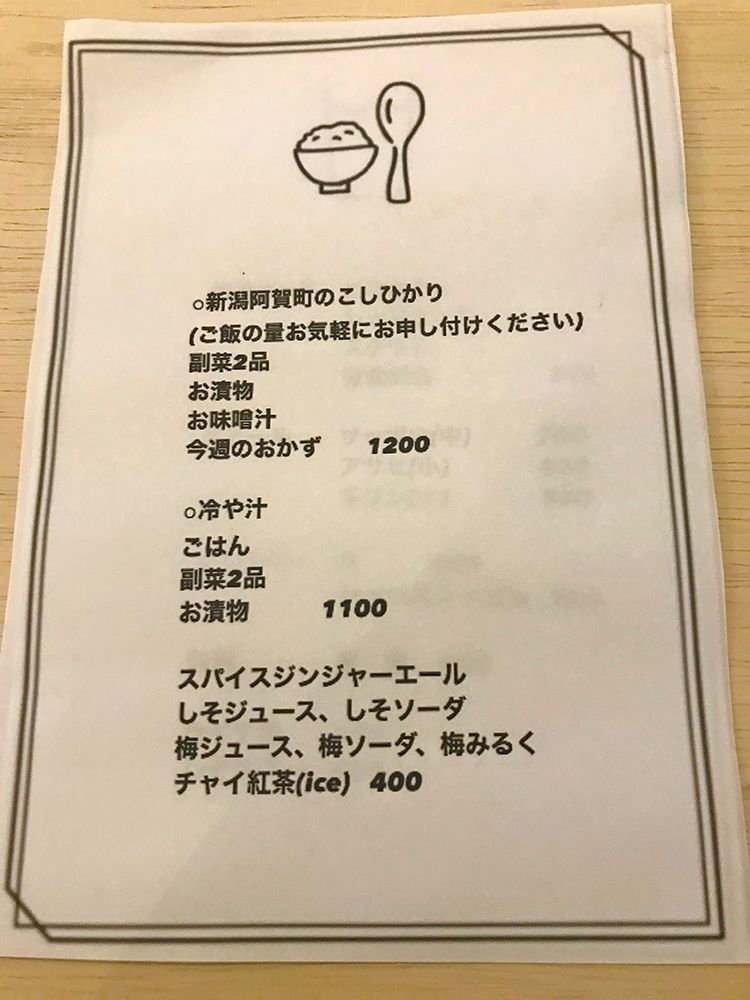 ○新潟阿賀町のこしひかり
(ご飯の量お気軽にお申し付けください)
副菜2品
お漬物
お味噌汁
今週のおかず 1200
○冷や汁
ごはん
副菜2品
お漬物 1100
スパイスジンジャーエール
しそジュース、しそソーダ
梅ジュース、梅ソーダ、梅みるく
チャイ紅茶(ice) 400